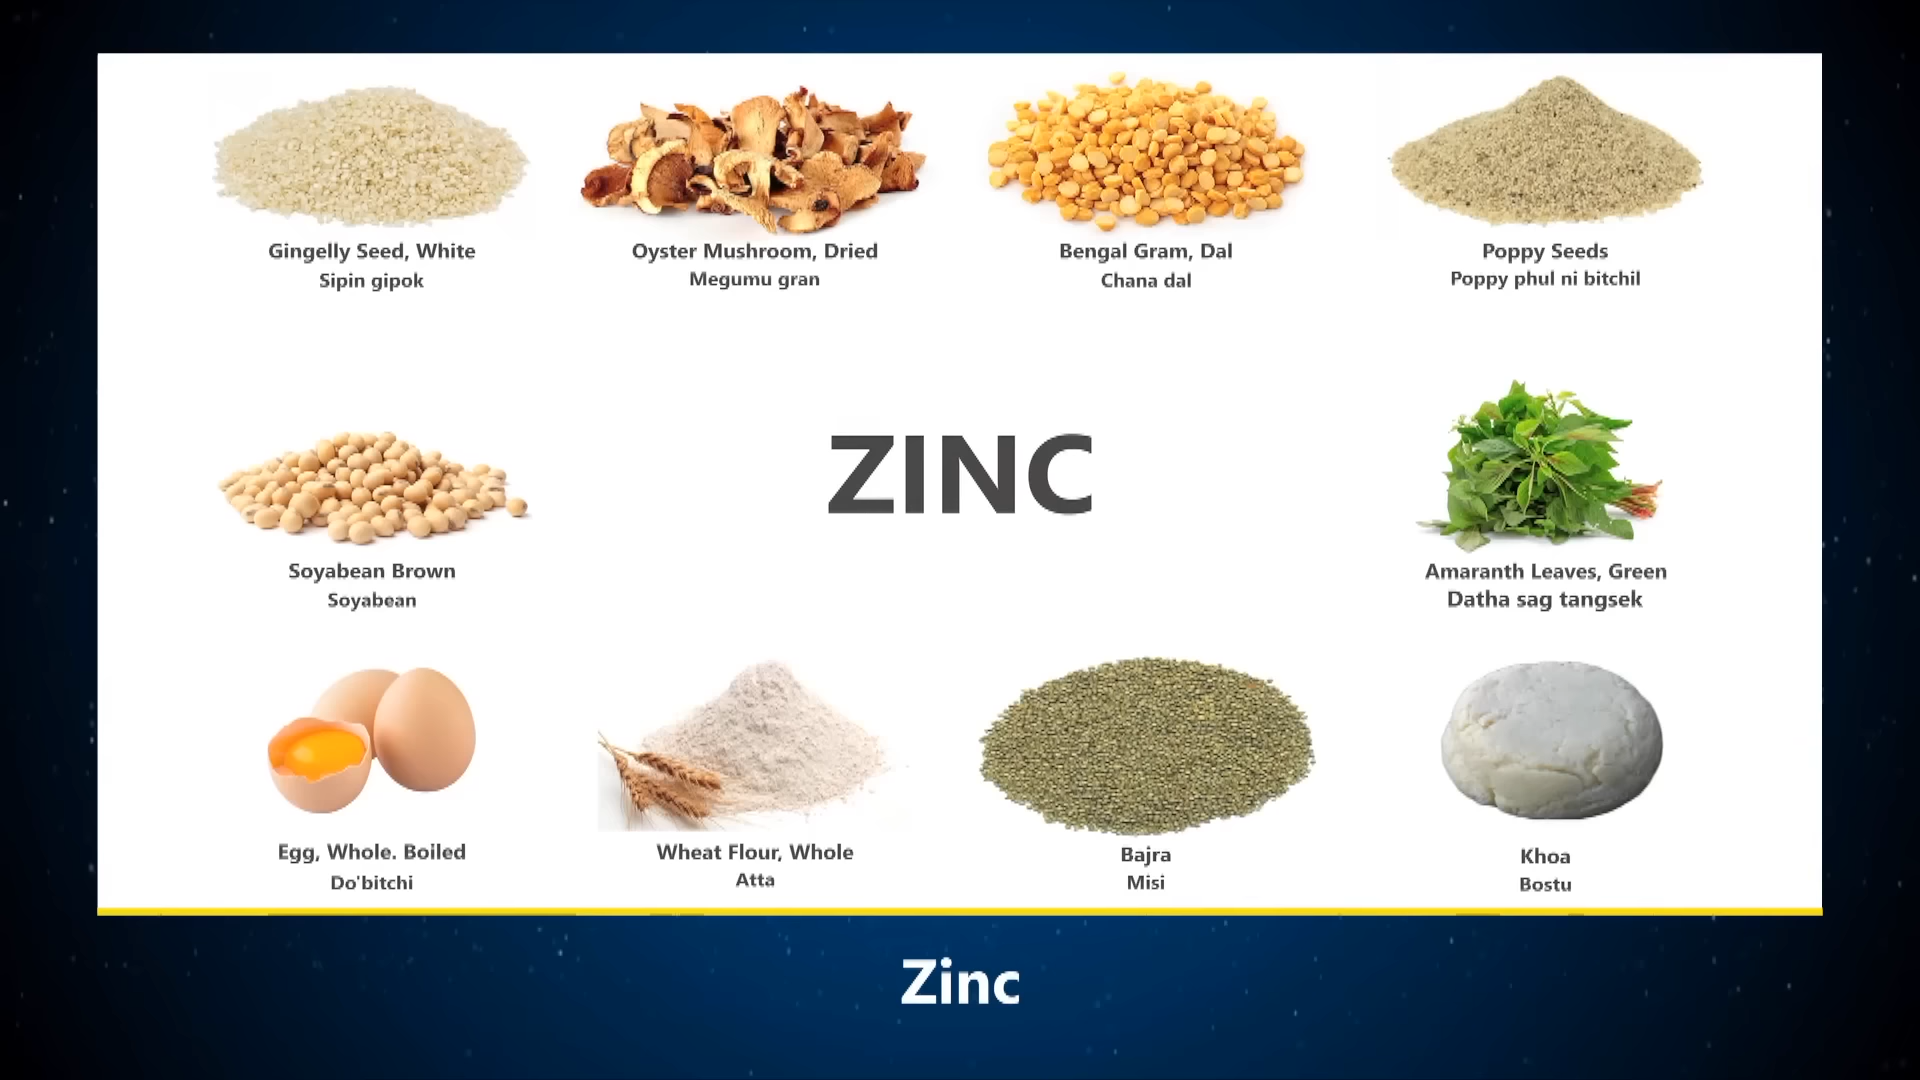 Gingelly Seed, White
Sipin gipok
Oyster Mushroom, Dried
Megumu gran
Bengal Gram, Dal
Chana dal
Poppy Seeds
Poppy phul ni bitchil
ZINC
Soyabean Brown
Soyabean
Amaranth Leaves, Green
Datha sag tangsek
Egg, Whole. Boiled
Do'bitchi
Wheat Flour, Whole
Atta
Bajra
Misi
Khoa
Bostu
Zinc